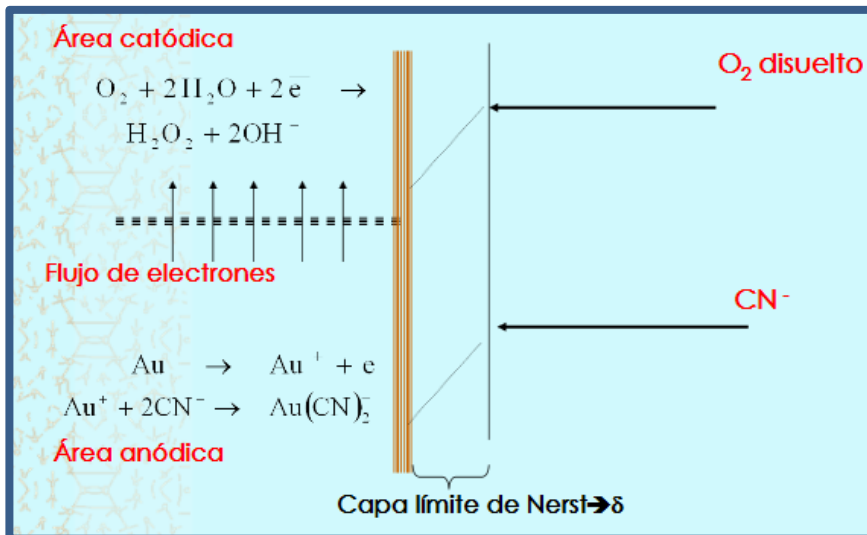 Área catódica
O₂ + 2H₂O + 2e⁻ →
H₂O₂ + 2OH⁻
O₂ disuelto
Flujo de electrones
CN⁻
Au → Au⁺ + e
Au⁺ + 2CN⁻ → Au(CN)₂⁻
Área anódica
Capa límite de Nerst➔δ